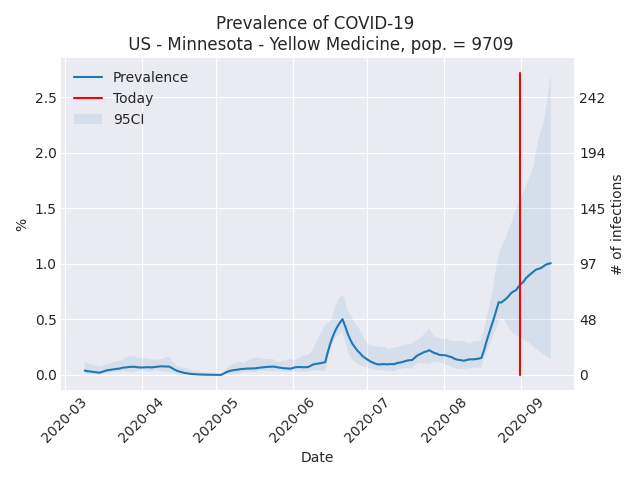 Prevalence of COVID-19
US - Minnesota - Yellow Medicine, pop. = 9709
Prevalence
Today
95CI
%
2.5
2.0
1.5
1.0
0.5
0.0
242
194
145
97
48
0
# of infections
2020-03
2020-04
2020-05
2020-06
2020-07
2020-08
2020-09
Date